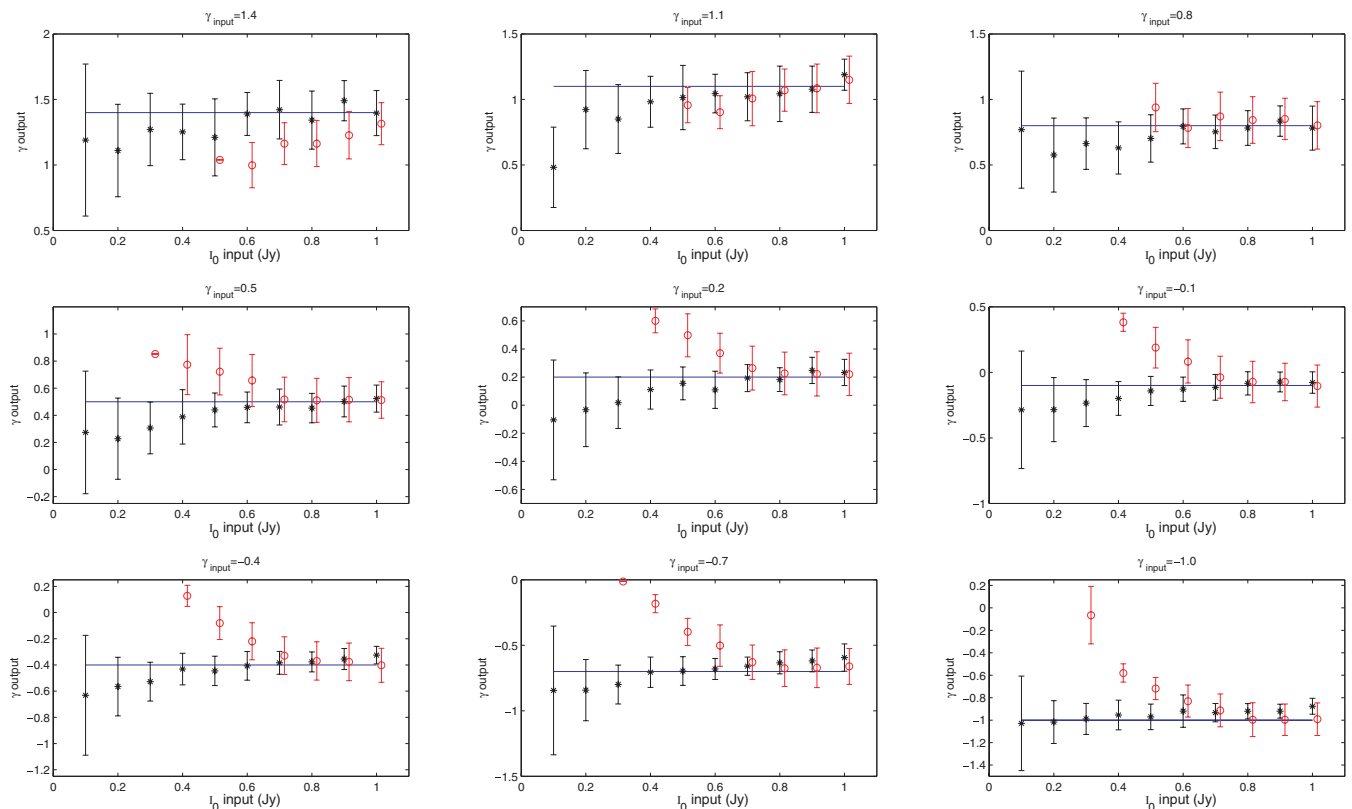 γ input=1.4
2
1.5
1
0.5
γ output
0 0.2 0.4 0.6 0.8 1
I0 input (Jy)
γ input=1.1
1.5
1
0.5
0
γ output
0 0.2 0.4 0.6 0.8 1
I0 input (Jy)
γ input=0.8
1.5
1
0.5
0
γ output
0 0.2 0.4 0.6 0.8 1
I0 input (Jy)
γ input=0.5
1
0.8
0.6
0.4
0.2
0
−0.2
γ output
0 0.2 0.4 0.6 0.8 1
I0 input (Jy)
γ input=0.2
0.6
0.4
0.2
0
−0.2
−0.4
−0.6
γ output
0 0.2 0.4 0.6 0.8 1
I0 input (Jy)
γ input=−0.1
0.5
0
−0.5
−1
γ output
0 0.2 0.4 0.6 0.8 1
I0 input (Jy)
γ input=−0.4
0.2
0
−0.2
−0.4
−0.6
−0.8
−1
−1.2
γ output
0 0.2 0.4 0.6 0.8 1
I0 input (Jy)
γ input=−0.7
0
−0.5
−1
−1.5
γ output
0 0.2 0.4 0.6 0.8 1
I0 input (Jy)
γ input=−1.0
0.2
0
−0.2
−0.4
−0.6
−0.8
−1
−1.2
−1.4
γ output
0 0.2 0.4 0.6 0.8 1
I0 input (Jy)